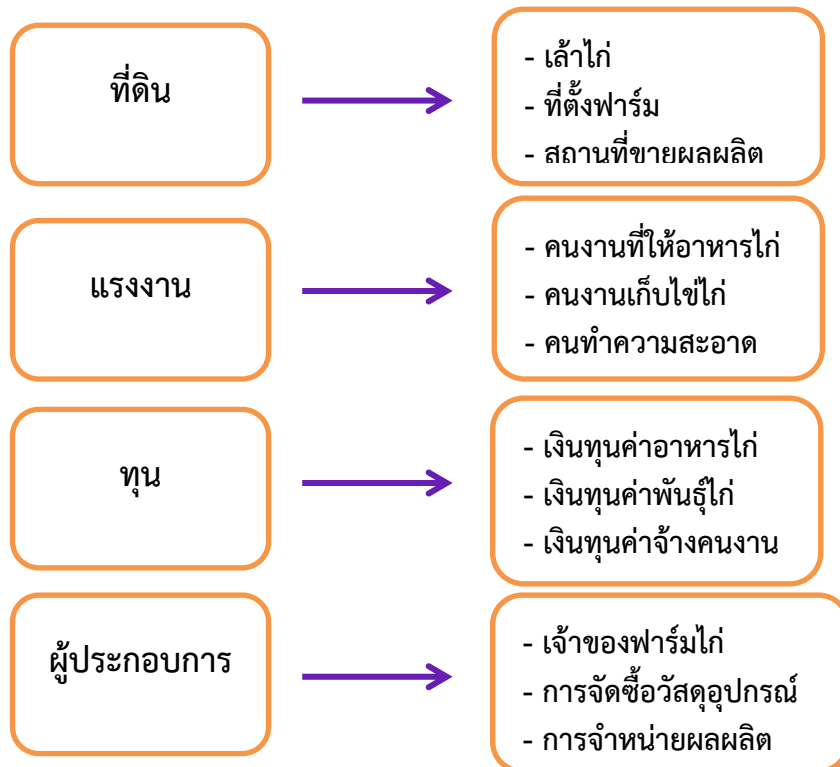 ที่ดิน
- เล้าไก่
- ที่ตั้งฟาร์ม
- สถานที่ขายผลผลิต
แรงงาน
- คนงานที่ให้อาหารไก่
- คนงานเก็บไข่ไก่
- คนทำความสะอาด
ทุน
- เงินทุนค่าอาหารไก่
- เงินทุนค่าพันธุ์ไก่
- เงินทุนค่าจ้างคนงาน
ผู้ประกอบการ
- เจ้าของฟาร์มไก่
- การจัดซื้อวัสดุอุปกรณ์
- การจำหน่ายผลผลิต